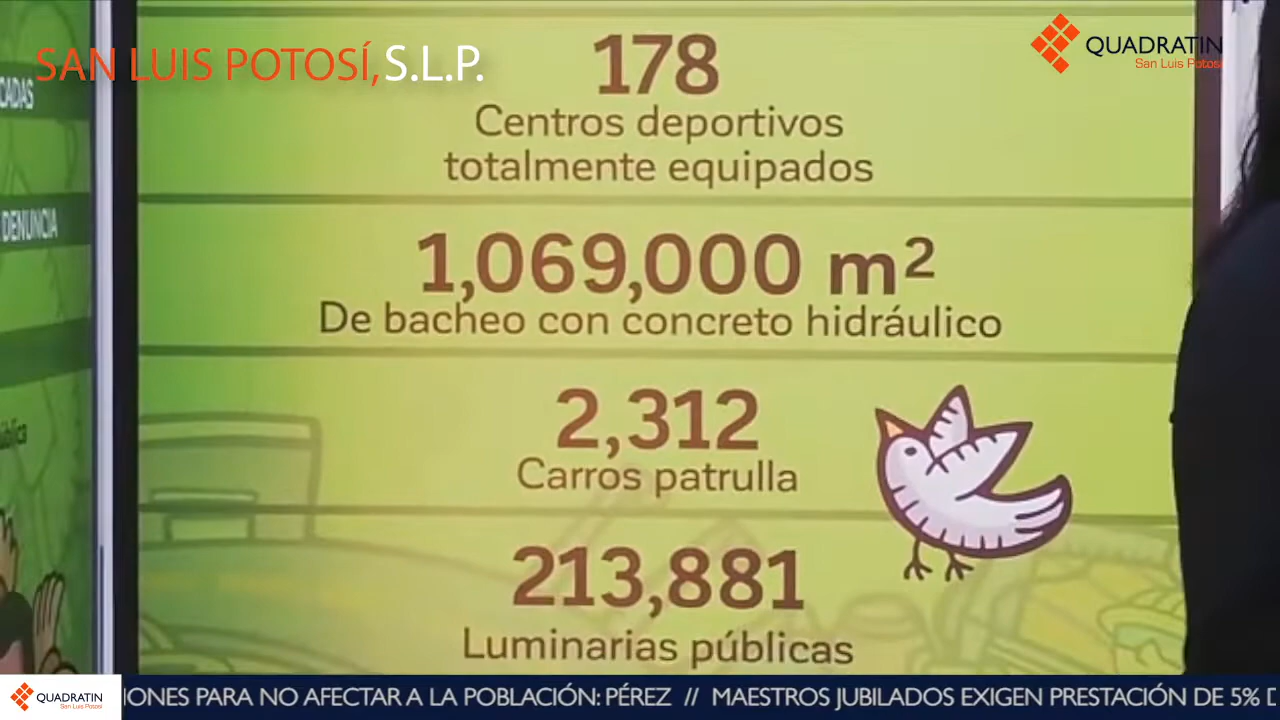 SAN LUIS POTOSÍ, S.L.P.
QUADRATIN
San Luis Potosí
CADAS
DENUNCIA
178
Centros deportivos
totalmente equipados
1,069,000 m²
De bacheo con concreto hidráulico
2,312
Carros patrulla
213,881
Luminarias públicas
QUADRATIN
San Luis Potosí
IONES PARA NO AFECTAR A LA POBLACIÓN: PÉREZ // MAESTROS JUBILADOS EXIGEN PRESTACIÓN DE 5% D